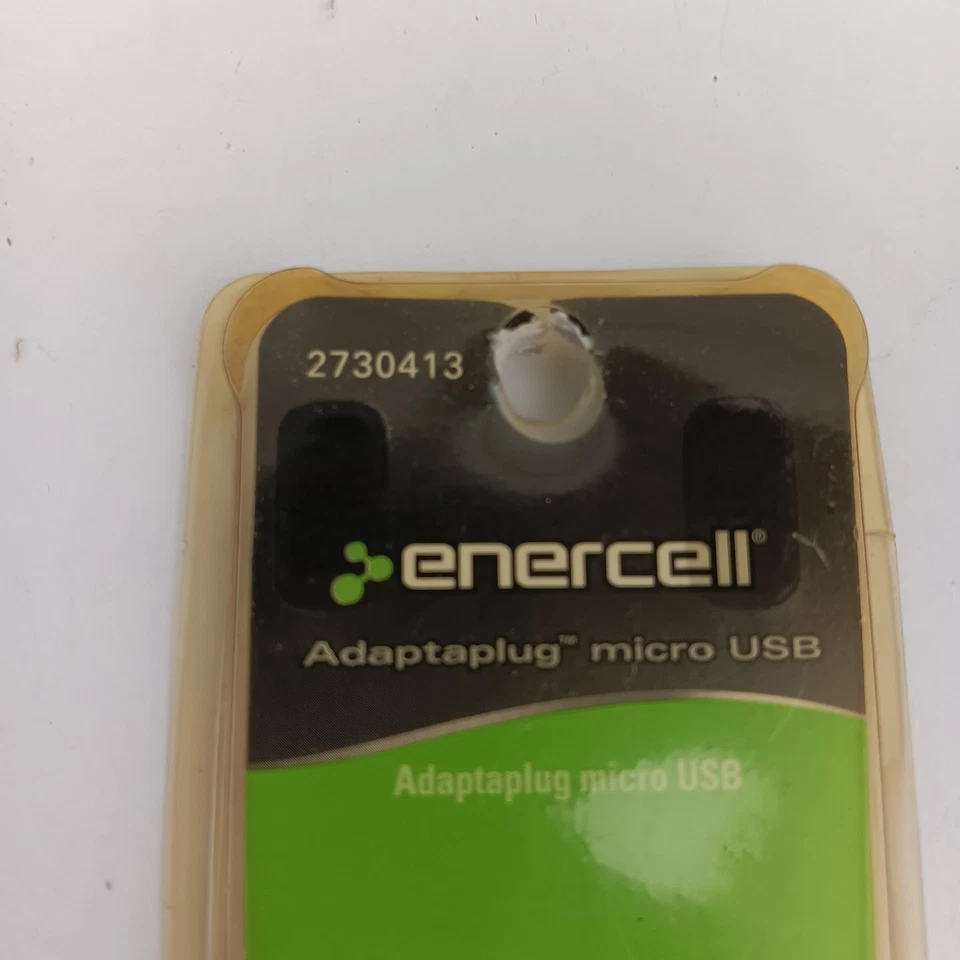 2730413
enercell®
Adaptaplug™ micro USB
Adaptaplug micro USB